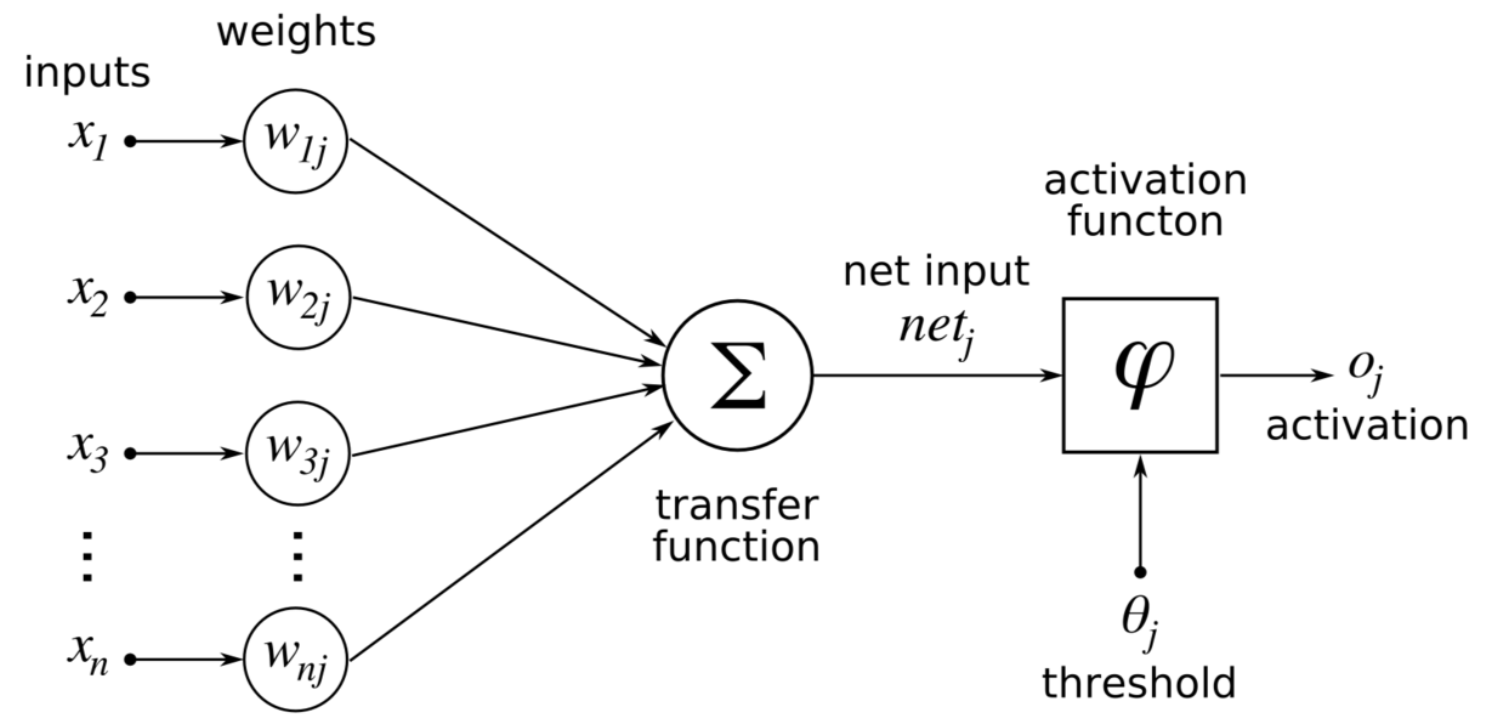 weights
inputs
x1
w1j
x2
w2j
x3
w3j
⋮ ⋮
xn
wnj
Σ
transfer
function
net input
netj
activation
functon
φ
oj
activation
θj
threshold